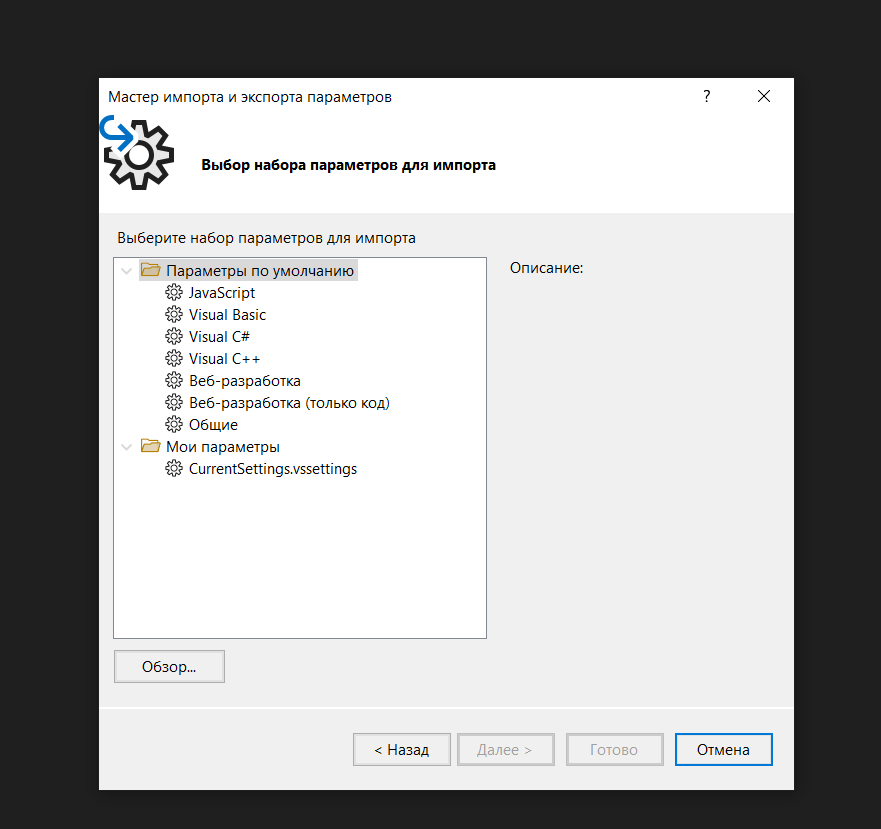 Мастер импорта и экспорта параметров
?
Выбор набора параметров для импорта
Выберите набор параметров для импорта
Параметры по умолчанию
JavaScript
Visual Basic
Visual C#
Visual C++
Веб-разработка
Веб-разработка (только код)
Общие
Мои параметры
CurrentSettings.vssettings
Описание:
Обзор...
< Назад
Далее >
Готово
Отмена